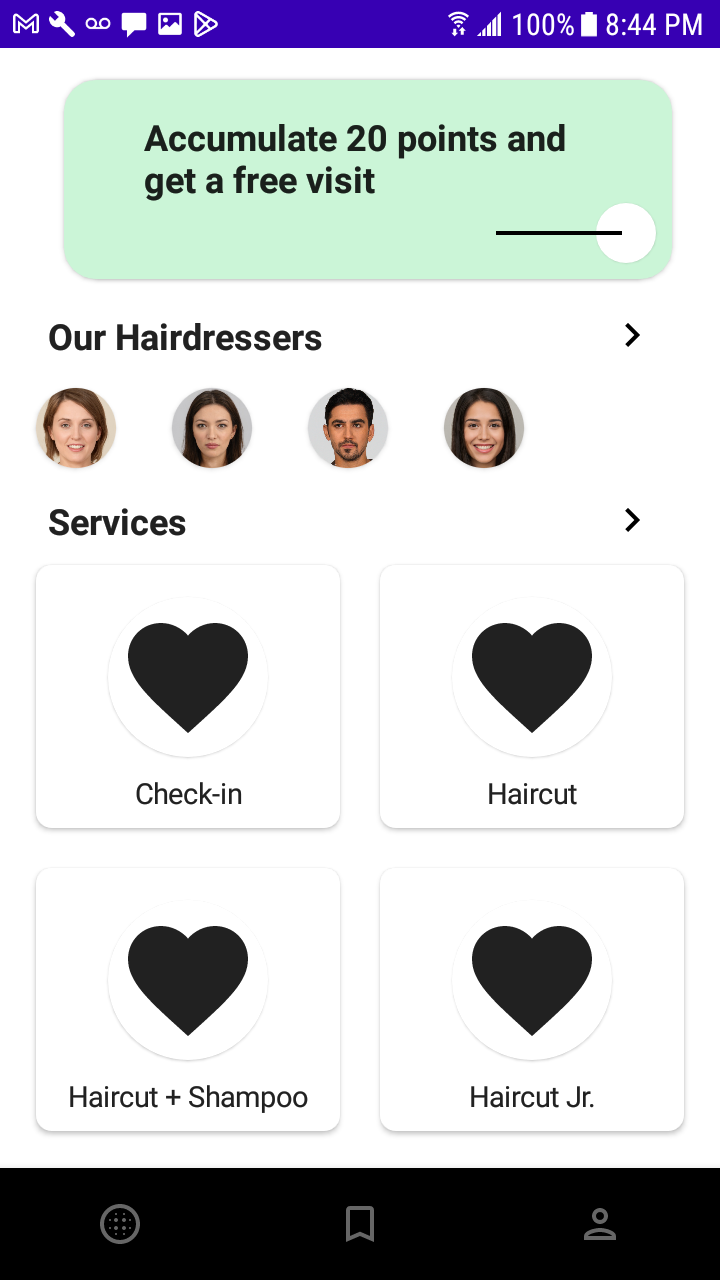 100% 8:44 PM
Accumulate 20 points and
get a free visit
Our Hairdressers
Services
Check-in
Haircut
Haircut + Shampoo
Haircut Jr.